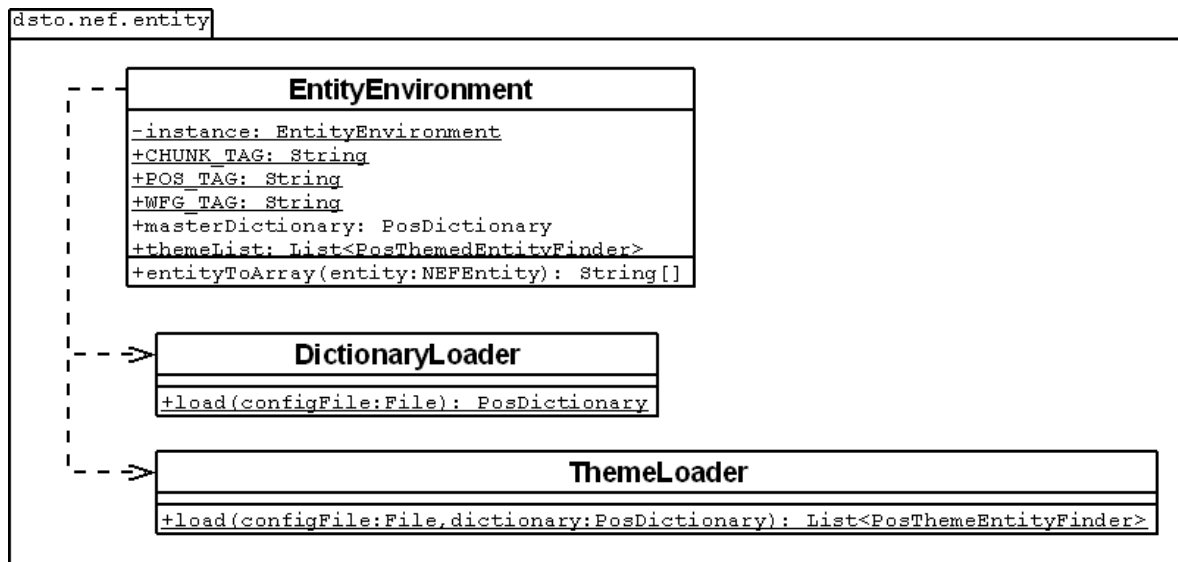 dsto.nef.entity
EntityEnvironment
-instance: EntityEnvironment
+CHUNK_TAG: String
+POS_TAG: String
+WFG_TAG: String
+masterDictionary: PosDictionary
+themeList: List<PosThemedEntityFinder>
+entityToArray(entity:NEFEntity): String[]
DictionaryLoader
+load(configFile:File): PosDictionary
ThemeLoader
+load(configFile:File,dictionary:PosDictionary): List<PosThemeEntityFinder>